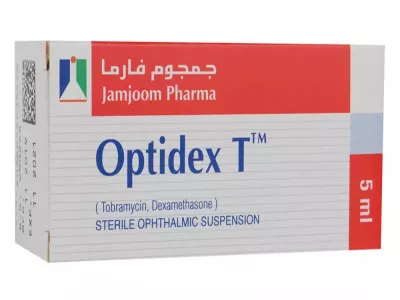 جمجوم فارما
Jamjoom Pharma
Optidex T™
( Tobramycin, Dexamethasone )
STERILE OPHTHALMIC SUSPENSION
5 ml